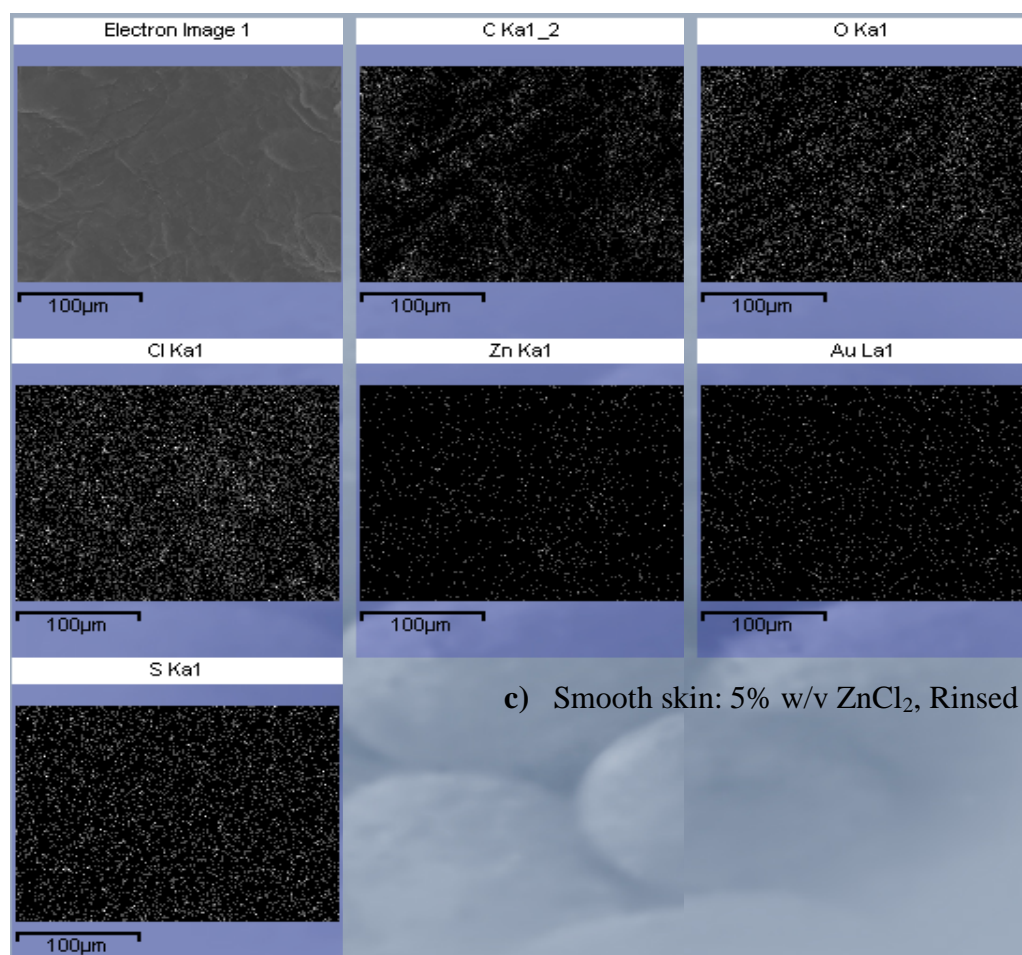 Electron Image 1
C Ka1_2
O Ka1
100µm
100µm
100µm
Cl Ka1
Zn Ka1
Au La1
100µm
100µm
100µm
S Ka1
c) Smooth skin: 5% w/v ZnCl₂, Rinsed
100µm